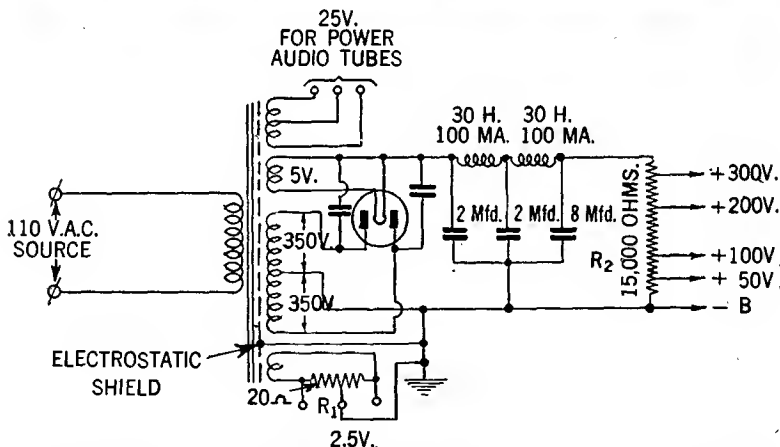 25V.
FOR POWER
AUDIO TUBES
30 H. 30 H.
100 MA. 100 MA.
5V.
110 V.A.C.
SOURCE
350V.
350V.
2 Mfd. 2 Mfd. 8 Mfd.
R2
15,000 OHMS.
+300V.
+200V.
+100V.
+ 50V.
- B
ELECTROSTATIC
SHIELD
20Ω R1
2.5V.